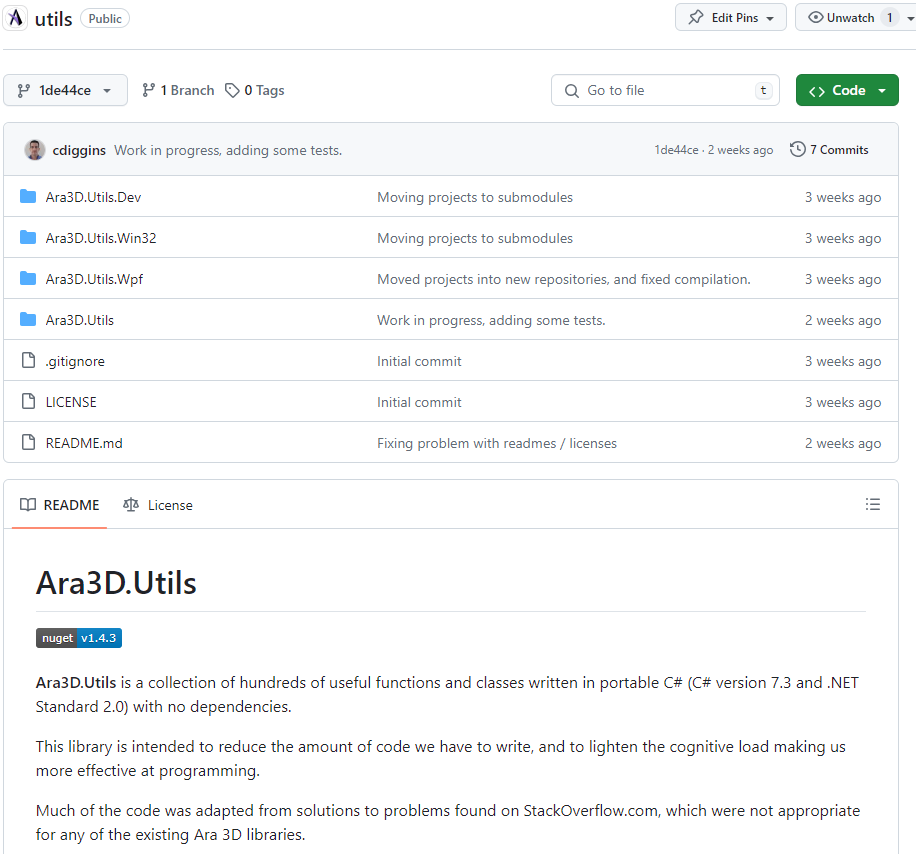 utils Public Edit Pins Unwatch 1
1de44ce 1 Branch 0 Tags Go to file t Code
cdiggins Work in progress, adding some tests. 1de44ce · 2 weeks ago 7 Commits
Ara3D.Utils.Dev Moving projects to submodules 3 weeks ago
Ara3D.Utils.Win32 Moving projects to submodules 3 weeks ago
Ara3D.Utils.Wpf Moved projects into new repositories, and fixed compilation. 3 weeks ago
Ara3D.Utils Work in progress, adding some tests. 2 weeks ago
.gitignore Initial commit 3 weeks ago
LICENSE Initial commit 3 weeks ago
README.md Fixing problem with readmes / licenses 2 weeks ago
README License
Ara3D.Utils
nuget v1.4.3
Ara3D.Utils is a collection of hundreds of useful functions and classes written in portable C# (C# version 7.3 and .NET
Standard 2.0) with no dependencies.
This library is intended to reduce the amount of code we have to write, and to lighten the cognitive load making us
more effective at programming.
Much of the code was adapted from solutions to problems found on StackOverflow.com, which were not appropriate
for any of the existing Ara 3D libraries.